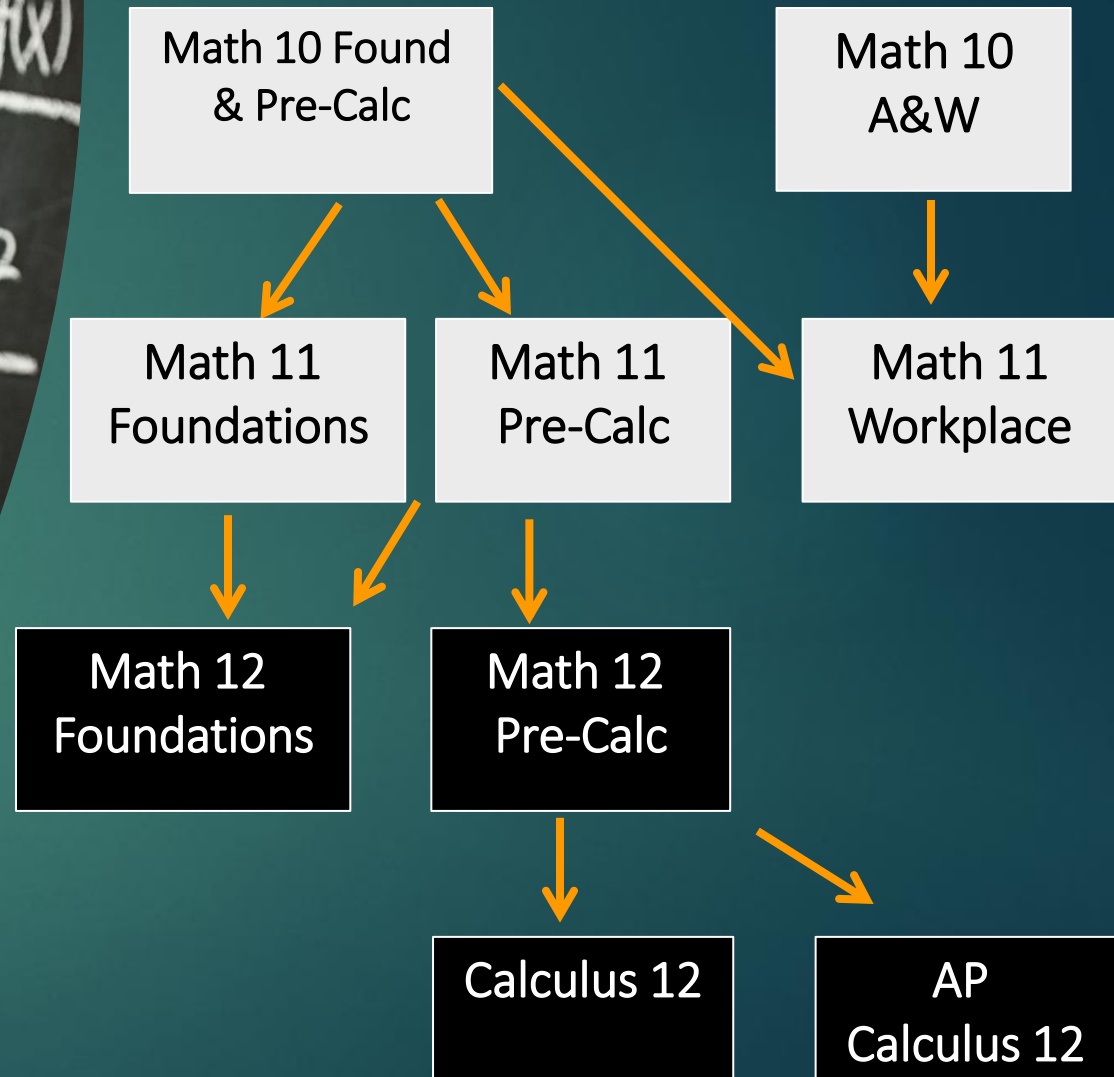 f(x)
2
Math 10 Found
& Pre-Calc
Math 10
A&W
Math 11
Foundations
Math 11
Pre-Calc
Math 11
Workplace
Math 12
Foundations
Math 12
Pre-Calc
Calculus 12
AP
Calculus 12